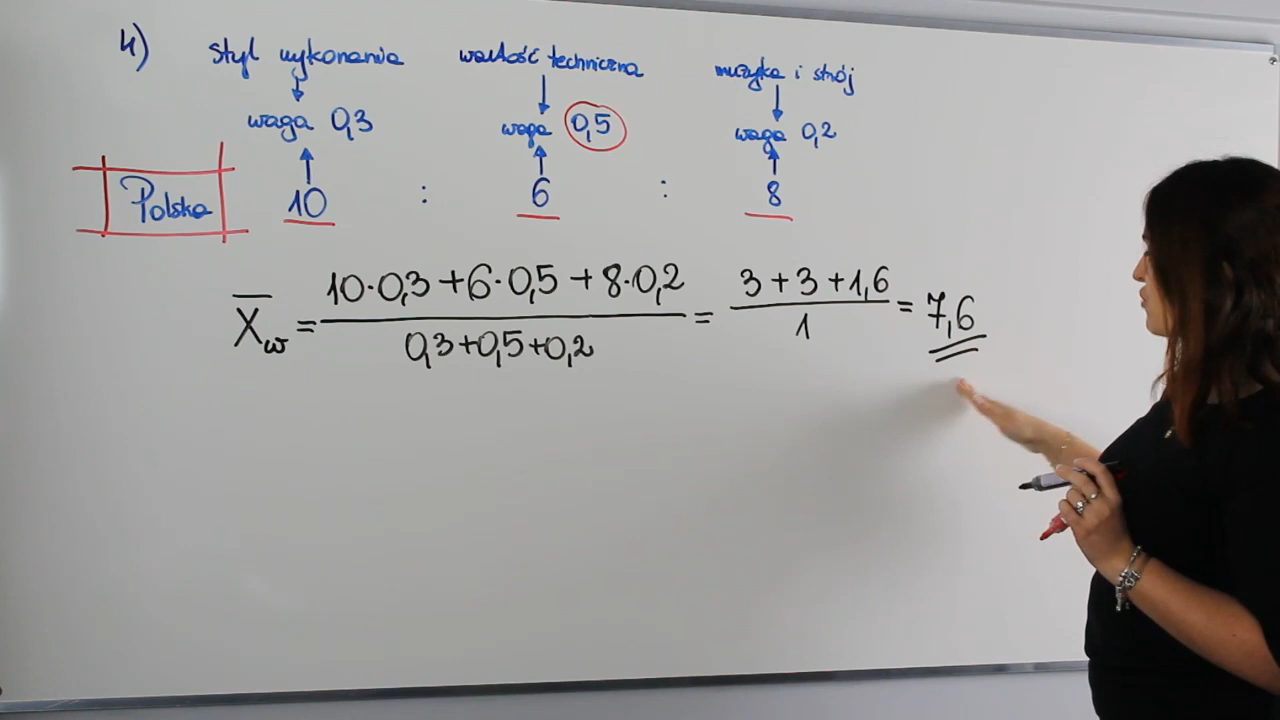 4) styl wykonania wartość techniczna muzyka i strój
waga 0,3 waga 0,5 waga 0,2
Polska 10 : 6 : 8
X̄w = (10·0,3+6·0,5+8·0,2)/(0,3+0,5+0,2) = (3+3+1,6)/1 = 7,6